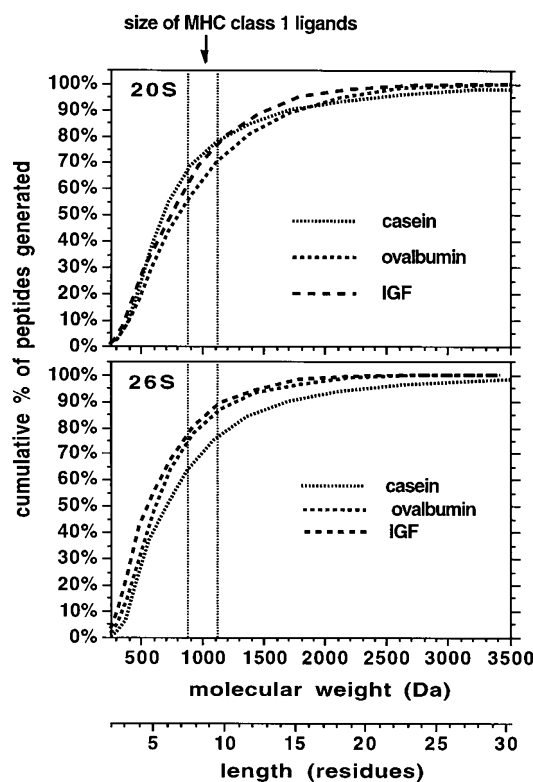 size of MHC class 1 ligands
cumulative % of peptides generated
100%
90%
80%
70%
60%
50%
40%
30%
20%
10%
0%
20S
casein
ovalbumin
IGF
100%
90%
80%
70%
60%
50%
40%
30%
20%
10%
0%
26S
casein
ovalbumin
IGF
500 1000 1500 2000 2500 3000 3500
molecular weight (Da)
5 10 15 20 25 30
length (residues)